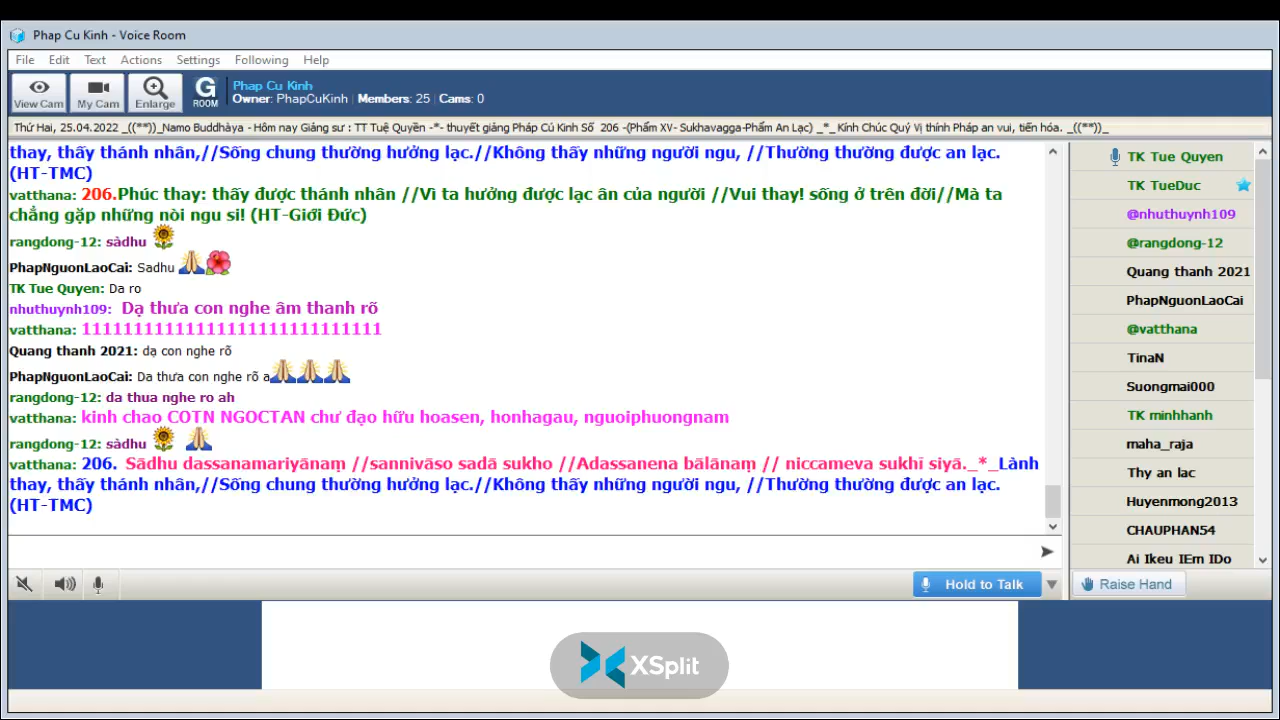 Phap Cu Kinh - Voice Room
File Edit Text Actions Settings Following Help
View Cam
My Cam
Enlarge
G
ROOM
Phap Cu Kinh
Owner: PhapCuKinh | Members: 25 | Cams: 0
Thứ Hai, 25.04.2022 _((**))_Namo Buddhàya - Hôm nay Giảng sư : TT Tuệ Quyền -*- thuyết giảng Pháp Cú Kinh Số 206 -(Phẩm XV- Sukhavagga-Phẩm An Lạc) _*_ Kính Chúc Quý Vị thính Pháp an vui, tiến hóa. _((**)_
thay, thấy thánh nhân,//Sống chung thường hưởng lạc.//Không thấy những người ngu, //Thường thường được an lạc.
(HT-TMC)
vatthana: 206.Phúc thay: thấy được thánh nhân //Vì ta hưởng được lạc ân của người //Vui thay! sống ở trên đời//Mà ta
chẳng gặp những nòi ngu si! (HT-Giới Đức)
rangdong-12: sàdhu
PhapNguonLaoCai: Sadhu
TK Tue Quyen: Da ro
nhuthuynh109: Dạ thưa con nghe âm thanh rõ
vatthana: 11111111111111111111111111111
Quang thanh 2021: dạ con nghe rõ
PhapNguonLaoCai: Da thưa con nghe rõ a
rangdong-12: da thua nghe ro ah
vatthana: kinh chao COTN NGOCTAN chư đạo hữu hoasen, honhagau, nguoiphuongnam
rangdong-12: sàdhu
vatthana: 206. Sādhu dassanamariyānaṃ //sannivāso sadā sukho //Adassanena bālānaṃ // niccameva sukhī siyā._*_Lành
thay, thấy thánh nhân,//Sống chung thường hưởng lạc.//Không thấy những người ngu, //Thường thường được an lạc.
(HT-TMC)
TK Tue Quyen
TK TueDuc
@nhuthuynh109
@rangdong-12
Quang thanh 2021
PhapNguonLaoCai
@vatthana
TinaN
Suongmai000
TK minhhanh
maha_raja
Thy an lac
Huyenmong2013
CHAUPHAN54
Ai Ikeu IEm IDo
Hold to Talk
Raise Hand
XSplit